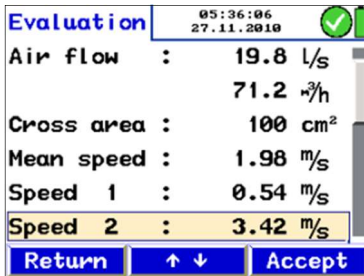 Evaluation
05:36:06
27.11.2010
Air flow : 19.8 l/s
71.2 m³/h
Cross area : 100 cm²
Mean speed : 1.98 m/s
Speed 1 : 0.54 m/s
Speed 2 : 3.42 m/s
Return ↑ ↓ Accept